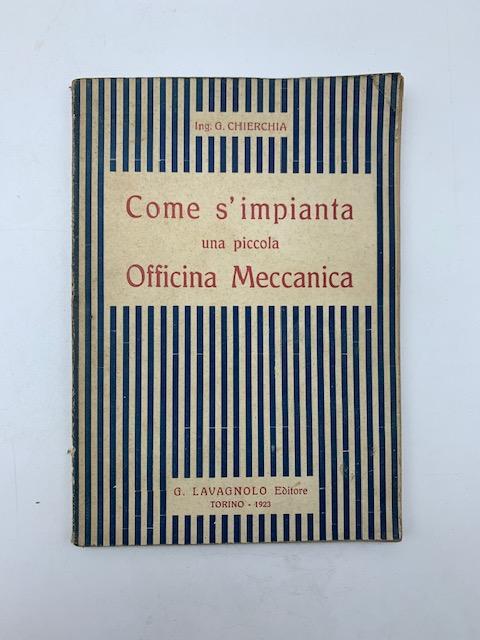 Ing. G. CHIERCHIA
Come s'impianta
una piccola
Officina Meccanica
G. LAVAGNOLO Editore
TORINO - 1923